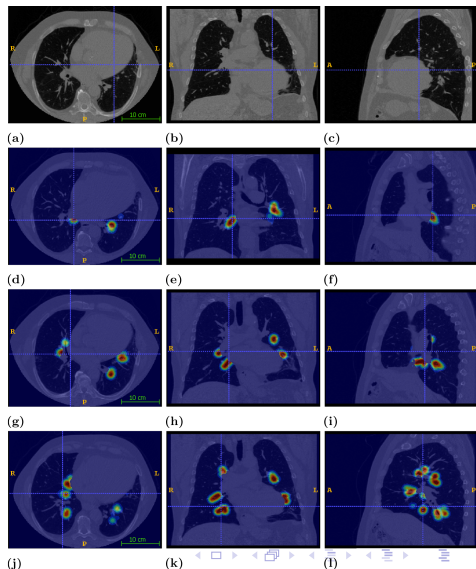 R L P 10 cm R L A P
(a) (b) (c)
R L P 10 cm R L A P
(d) (e) (f)
R L P 10 cm R L A P
(g) (h) (i)
R L P 10 cm R L A P
(j) (k) (l)